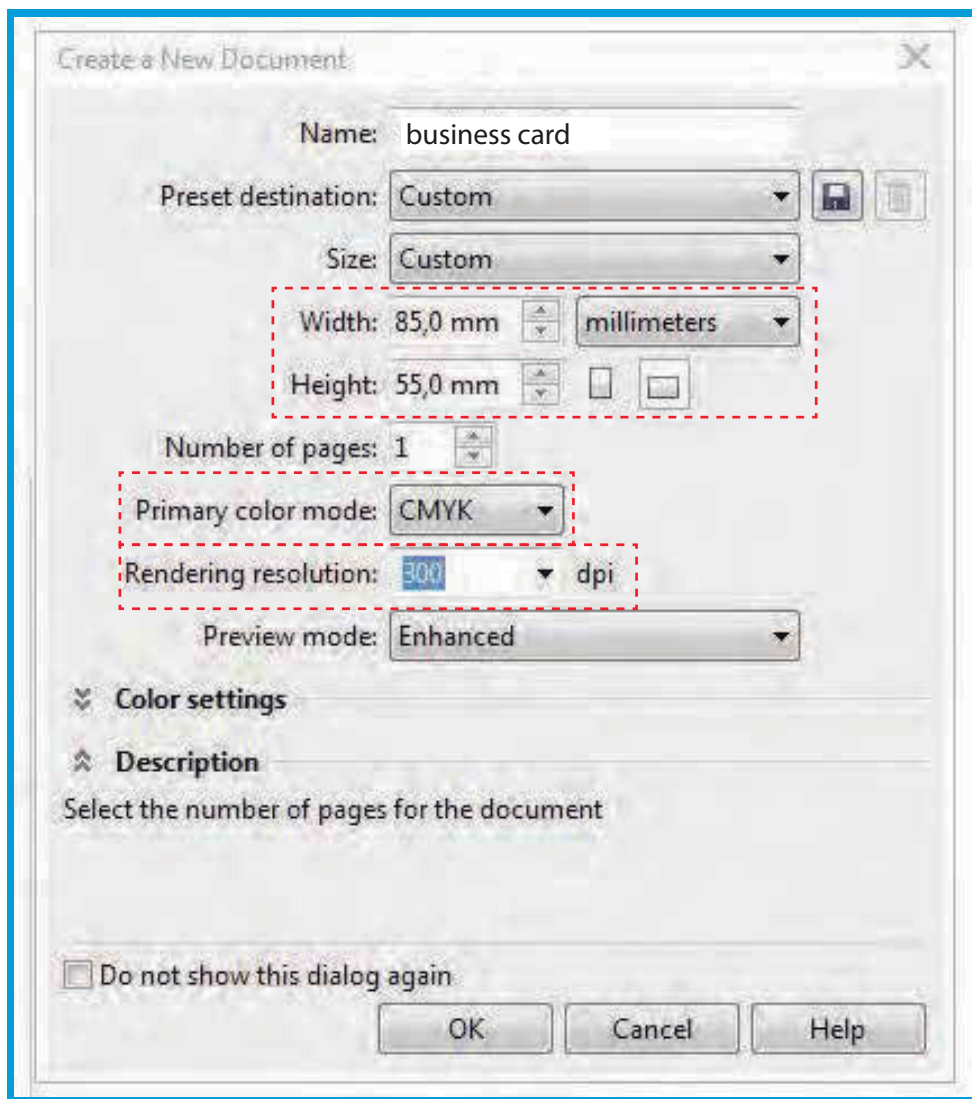 Create a New Document
Name: business card
Preset destination: Custom
Size: Custom
Width: 85,0 mm millimeters
Height: 55,0 mm
Number of pages: 1
Primary color mode: CMYK
Rendering resolution: 300 dpi
Preview mode: Enhanced
Color settings
Description
Select the number of pages for the document
Do not show this dialog again
OK Cancel Help